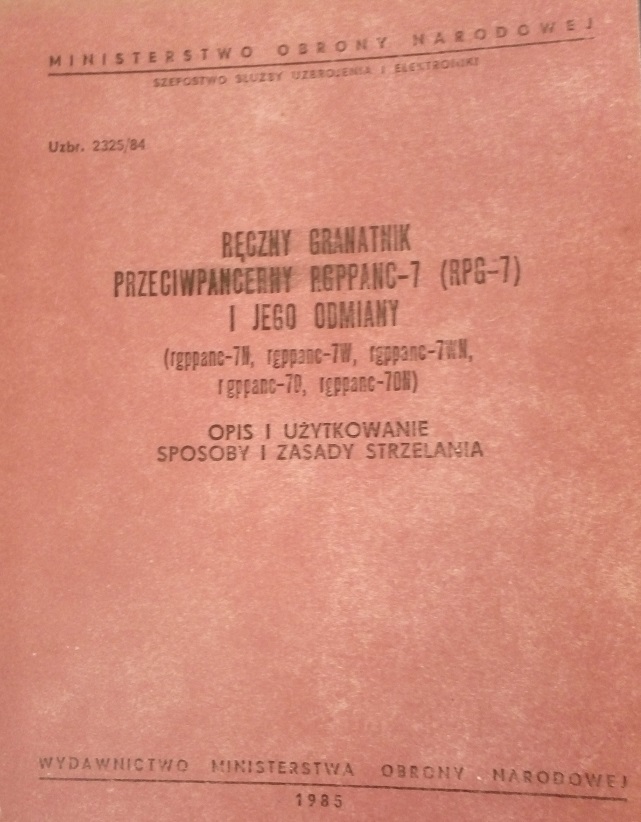 MINISTERSTWO OBRONY NARODOWEJ
SZEFOSTWO SŁUŻBY UZBROJENIA I ELEKTRONIKI
Uzbr. 2325/84
RĘCZNY GRANATNIK
PRZECIWPANCERNY RGPPANC-7 (RPG-7)
I JEGO ODMIANY
(rgppanc-7N, rgppanc-7W, rgppanc-7WN,
rgppanc-7D, rgppanc-7DN)
OPIS I UŻYTKOWANIE
SPOSOBY I ZASADY STRZELANIA
WYDAWNICTWO MINISTERSTWA OBRONY NARODOWEJ
1985